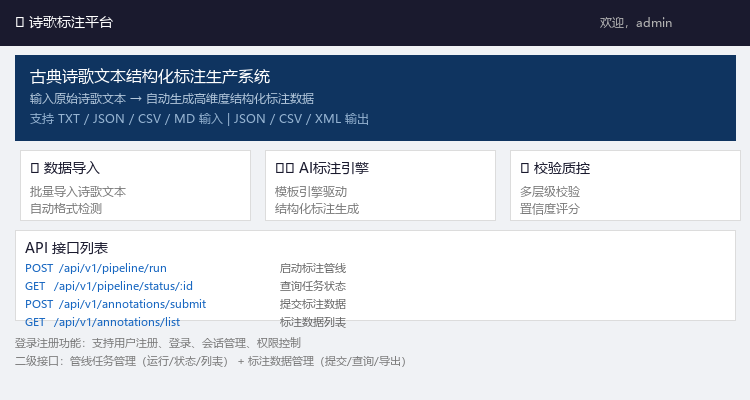 诗歌标注平台 欢迎，admin
古典诗歌文本结构化标注生产系统
输入原始诗歌文本 → 自动生成高维度结构化标注数据
支持 TXT / JSON / CSV / MD 输入 | JSON / CSV / XML 输出
数据导入
批量导入诗歌文本
自动格式检测
AI标注引擎
模板引擎驱动
结构化标注生成
校验质控
多层级校验
置信度评分
API 接口列表
POST /api/v1/pipeline/run 启动标注管线
GET /api/v1/pipeline/status/:id 查询任务状态
POST /api/v1/annotations/submit 提交标注数据
GET /api/v1/annotations/list 标注数据列表
登录注册功能：支持用户注册、登录、会话管理、权限控制
二级接口：管线任务管理（运行/状态/列表） + 标注数据管理（提交/查询/导出）